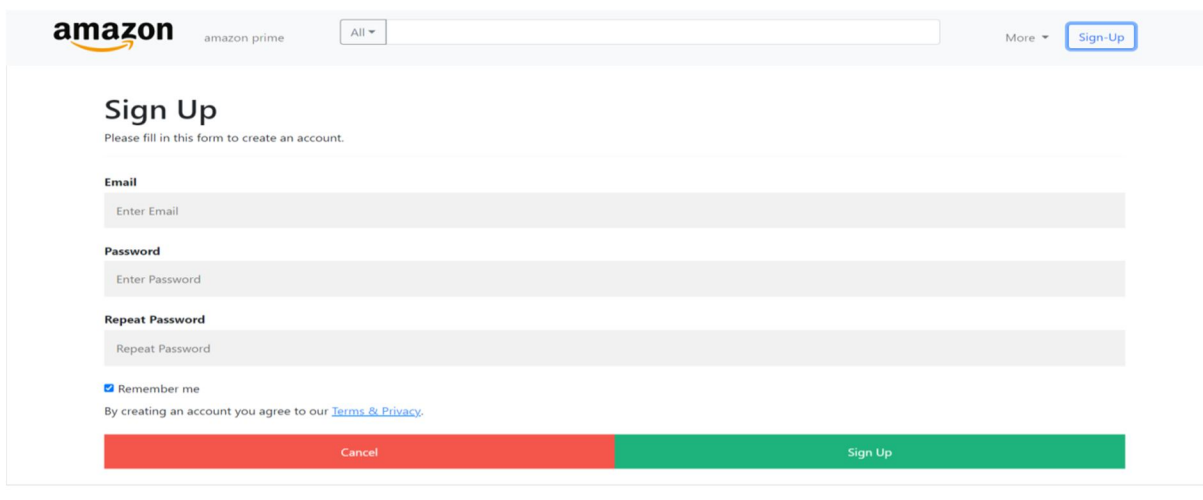 amazon
amazon prime
All
More
Sign-Up
Sign Up
Please fill in this form to create an account.
Email
Enter Email
Password
Enter Password
Repeat Password
Repeat Password
Remember me
By creating an account you agree to our Terms & Privacy.
Cancel
Sign Up